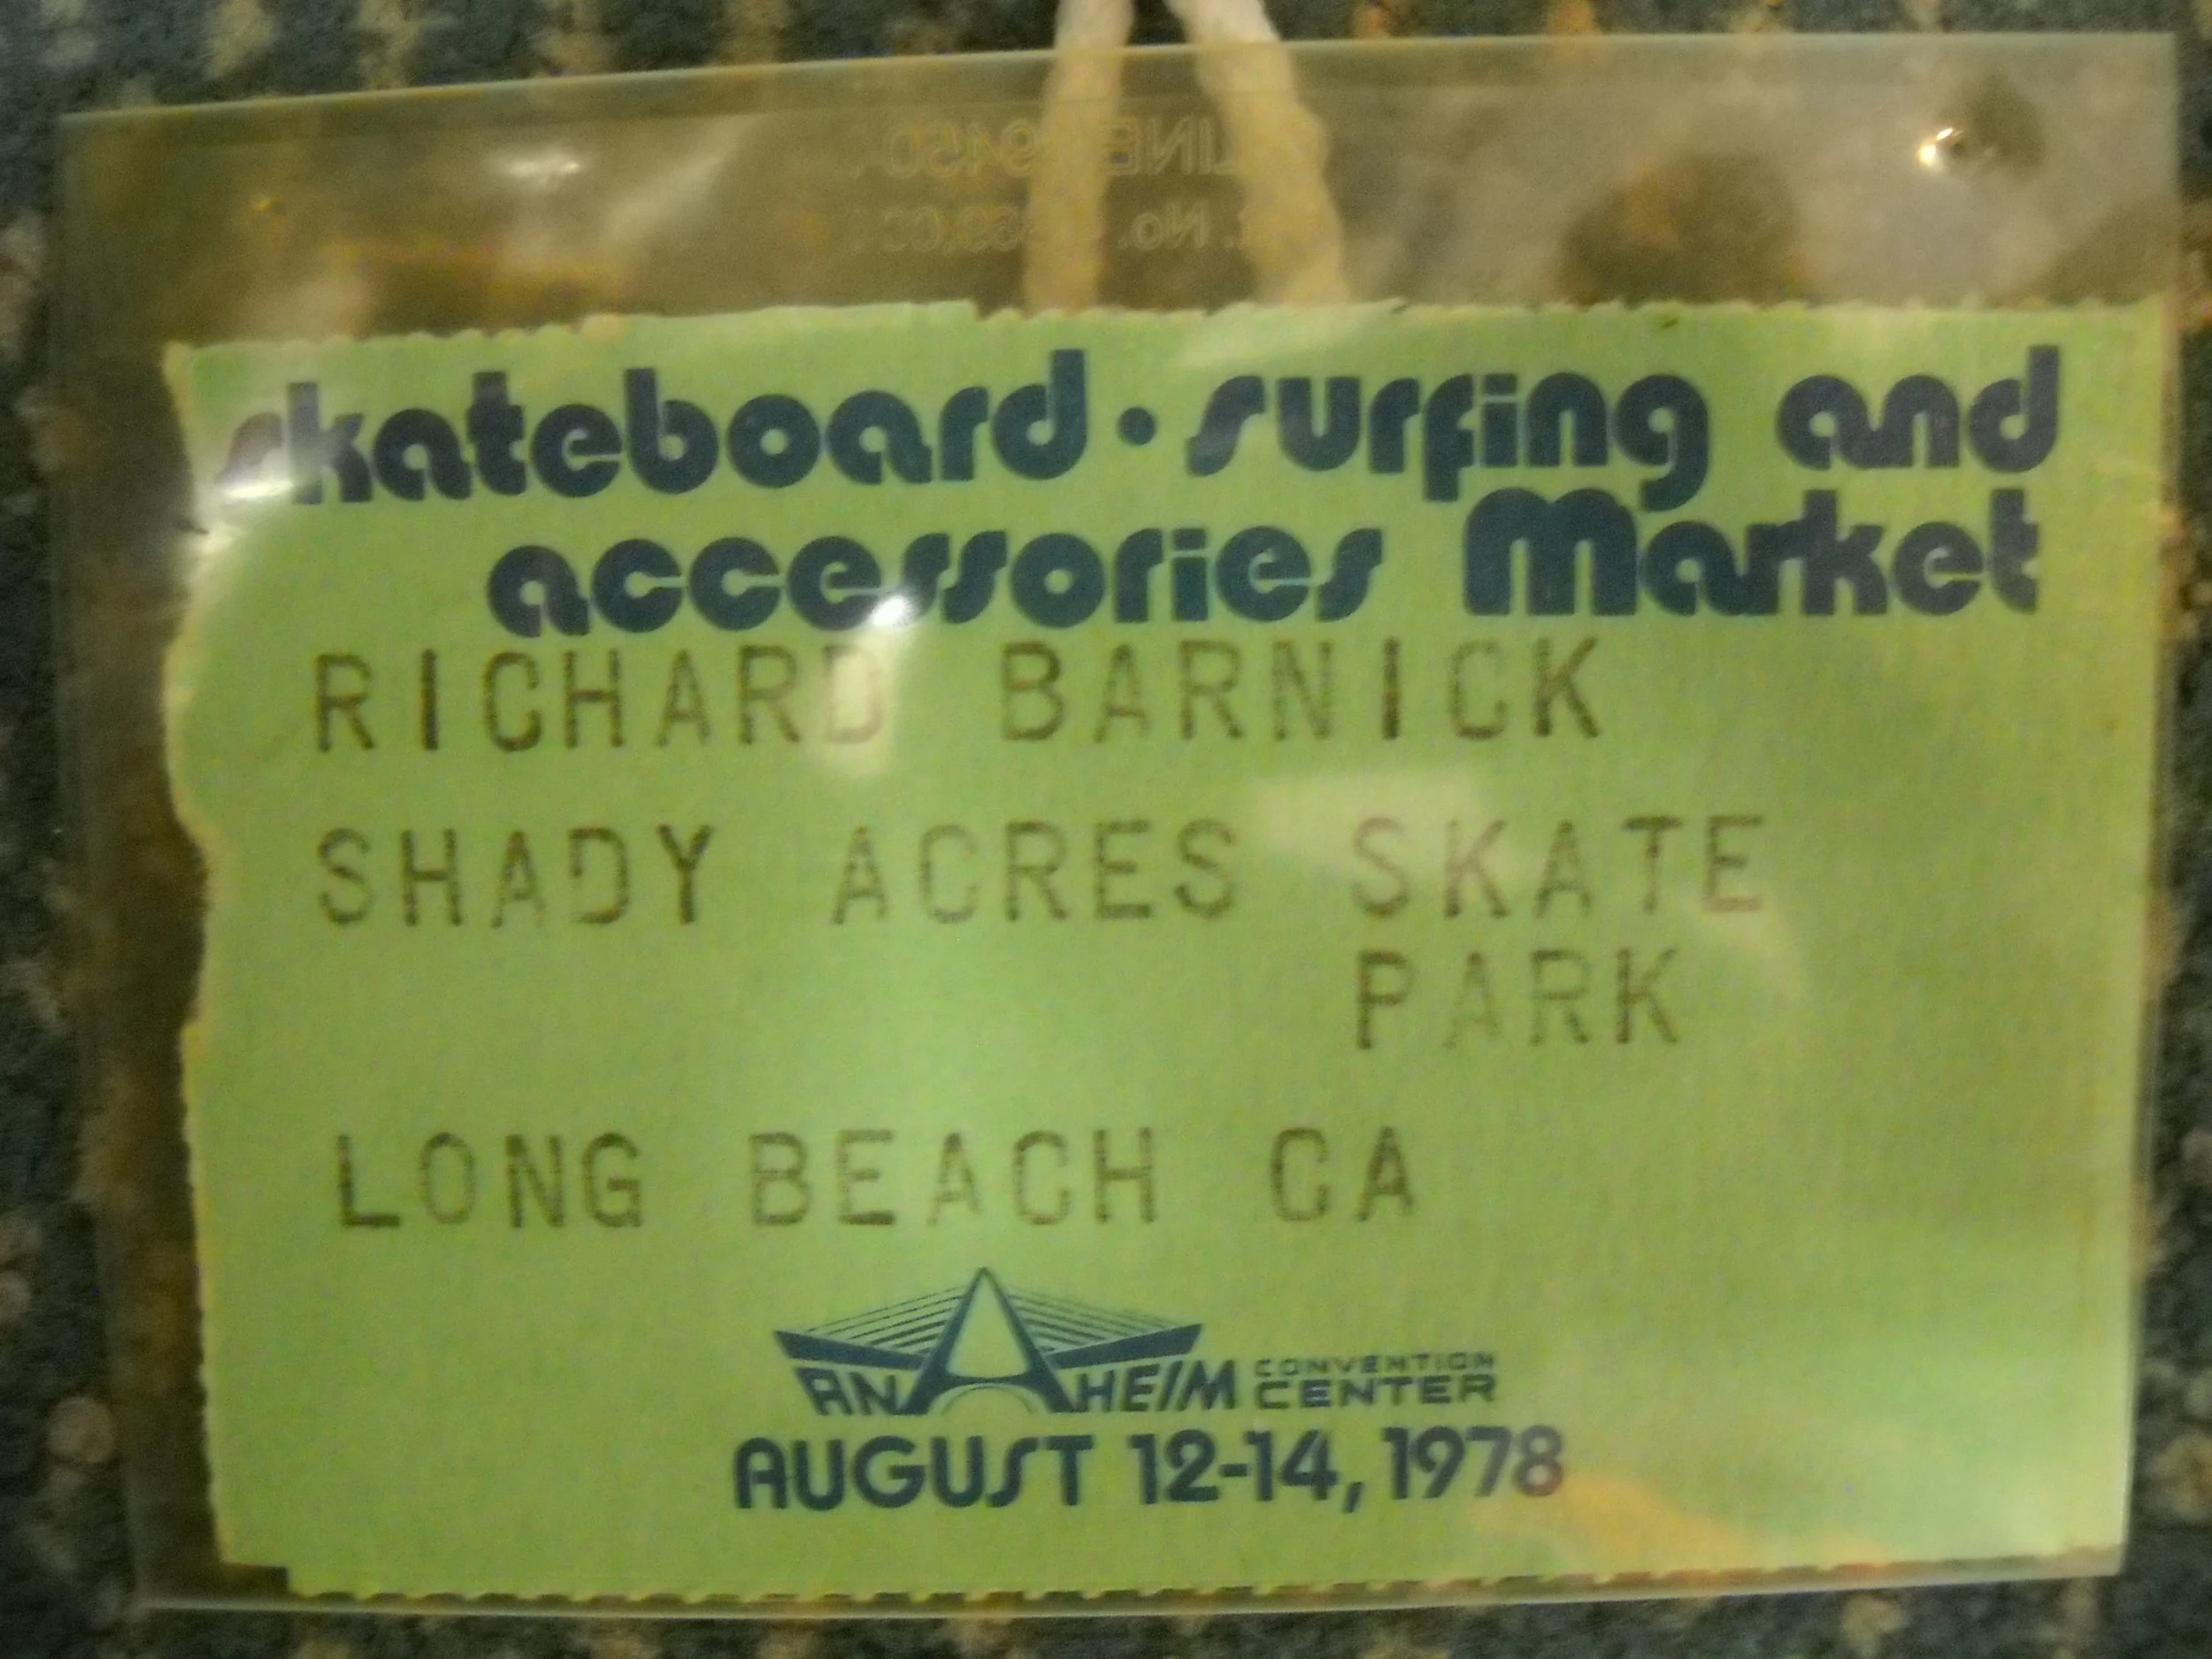 skateboard • surfing and
accessories Market
RICHARD BARNICK
SHADY ACRES SKATE
PARK
LONG BEACH CA
ANAHEIM CONVENTION CENTER
AUGUST 12-14, 1978